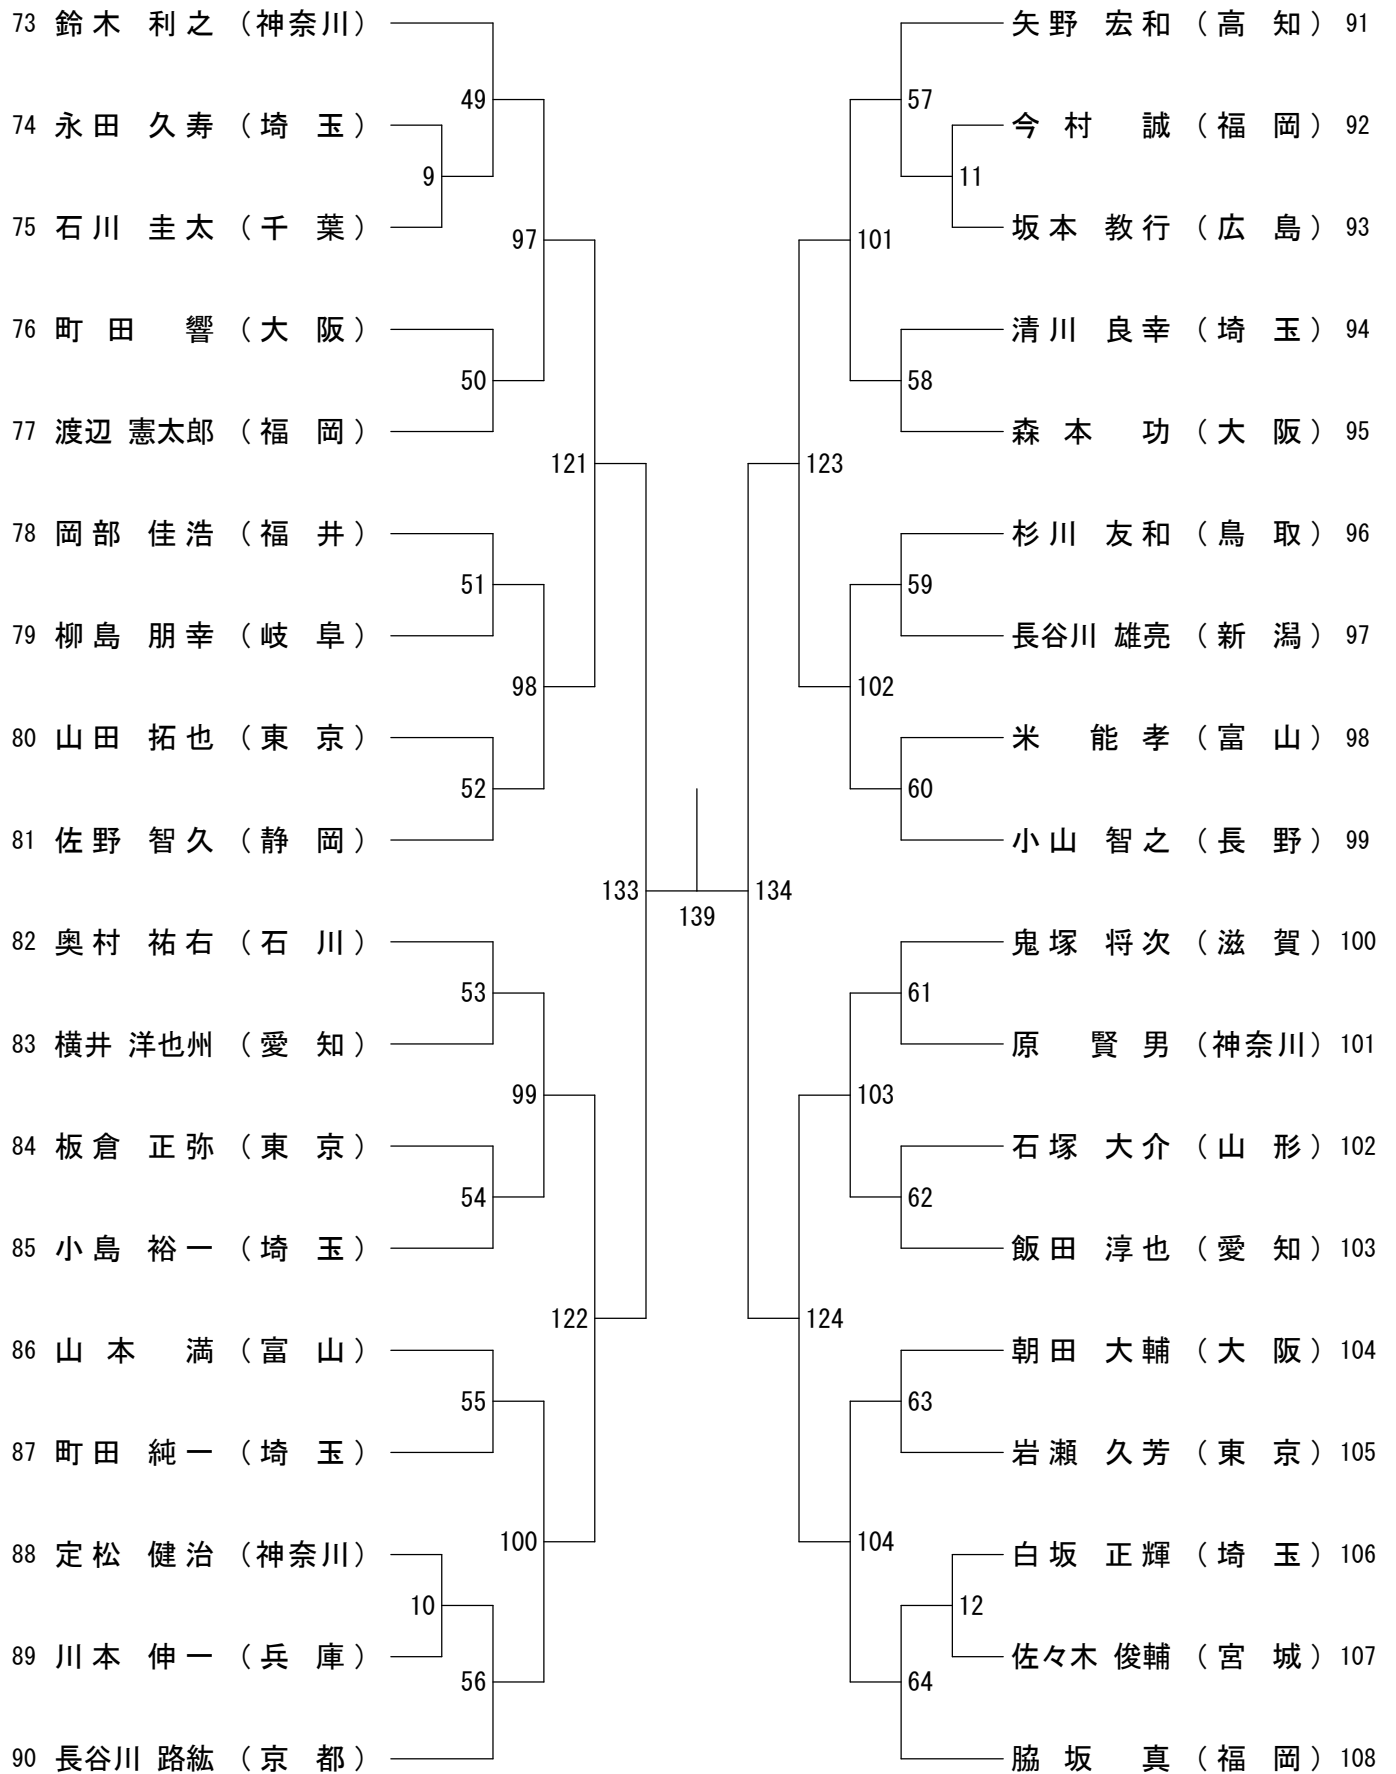 73 鈴木 利之 (神奈川)
74 永田 久寿 (埼 玉)
75 石川 圭太 (千 葉)
76 町田 響 (大 阪)
77 渡辺 憲太郎 (福 岡)
78 岡部 佳浩 (福 井)
79 柳島 朋幸 (岐 阜)
80 山田 拓也 (東 京)
81 佐野 智久 (静 岡)
82 奥村 祐右 (石 川)
83 横井 洋也州 (愛 知)
84 板倉 正弥 (東 京)
85 小島 裕一 (埼 玉)
86 山本 満 (富 山)
87 町田 純一 (埼 玉)
88 定松 健治 (神奈川)
89 川本 伸一 (兵 庫)
90 長谷川 路紘 (京 都)
49
9
97
50
121
51
98
52
133
53
99
54
122
55
100
10
56
139
矢野 宏和 (高 知) 91
今村 誠 (福 岡) 92
坂本 教行 (広 島) 93
清川 良幸 (埼 玉) 94
森本 功 (大 阪) 95
杉川 友和 (鳥 取) 96
長谷川 雄亮 (新 潟) 97
米 能孝 (富 山) 98
小山 智之 (長 野) 99
鬼塚 将次 (滋 賀) 100
原 賢男 (神奈川) 101
石塚 大介 (山 形) 102
飯田 淳也 (愛 知) 103
朝田 大輔 (大 阪) 104
岩瀬 久芳 (東 京) 105
白坂 正輝 (埼 玉) 106
佐々木 俊輔 (宮 城) 107
脇坂 真 (福 岡) 108
57
11
101
58
123
59
102
60
134
61
103
62
124
63
104
12
64